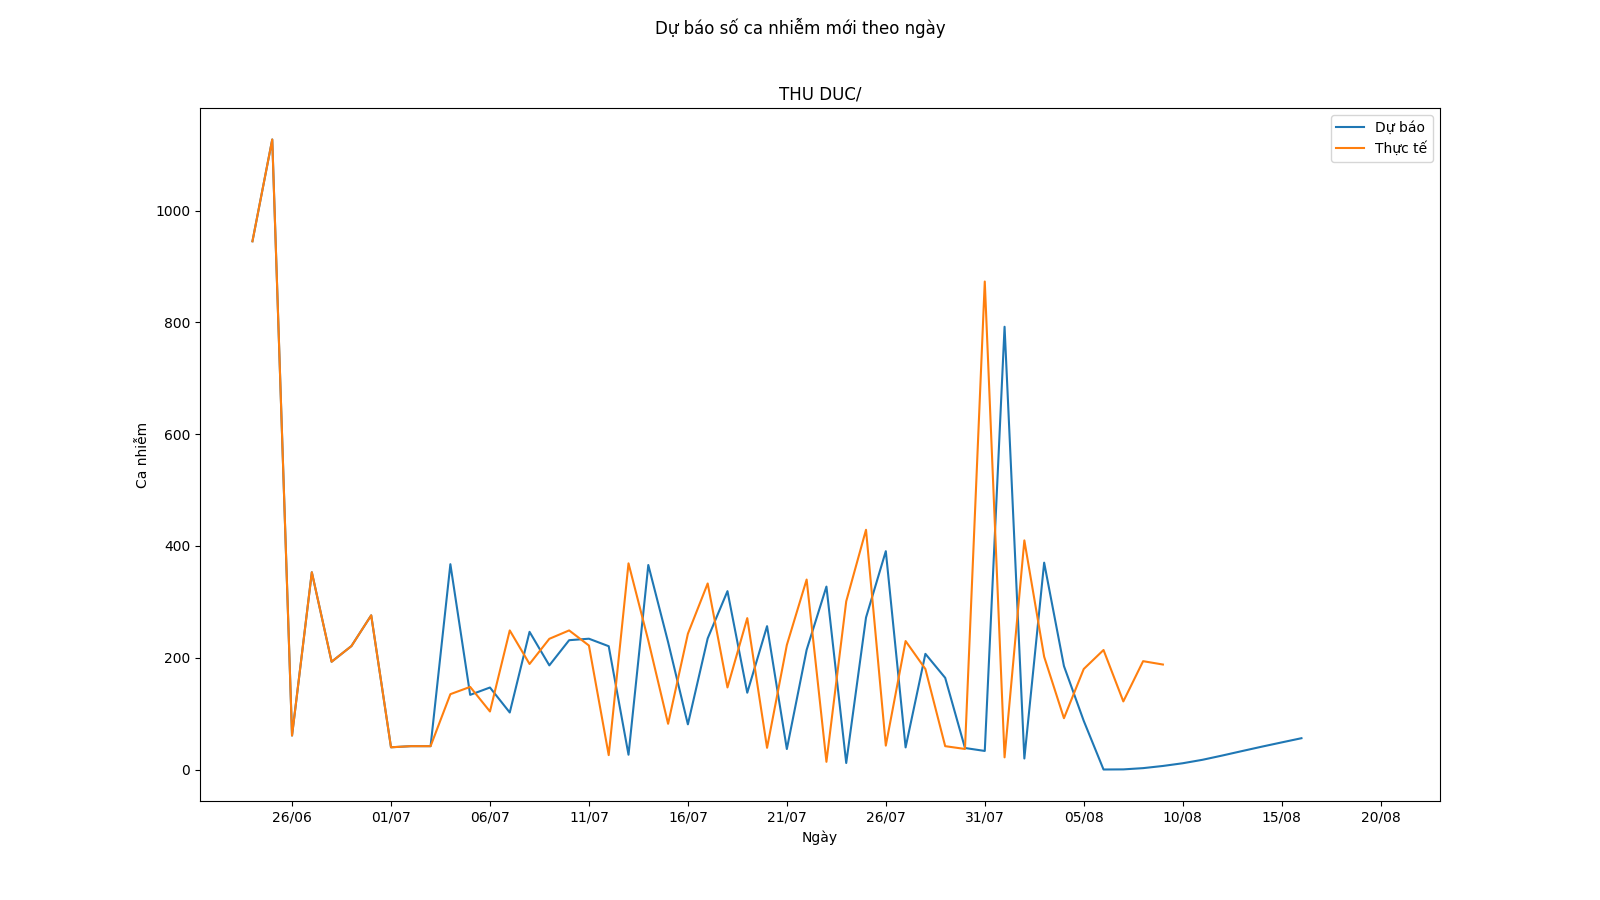 Dự báo số ca nhiễm mới theo ngày
THU DUC/
Dự báo
Thực tế
1000
800
600
400
200
0
Ca nhiễm
26/06 01/07 06/07 11/07 16/07 21/07 26/07 31/07 05/08 10/08 15/08 20/08
Ngày